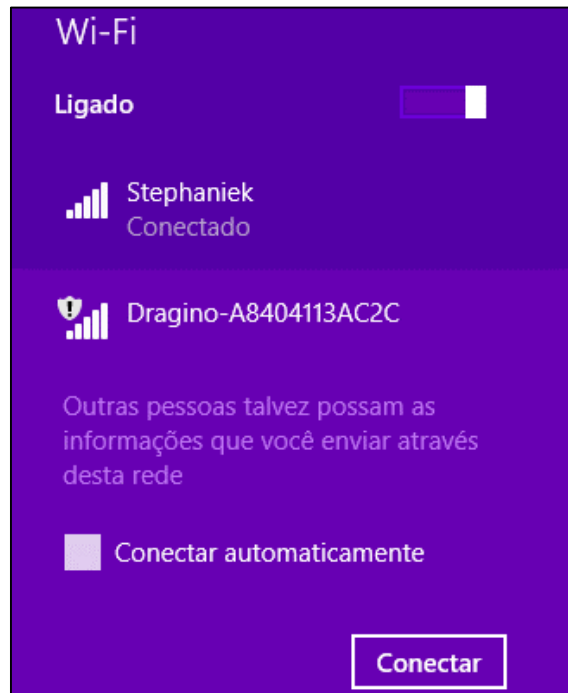 Wi-Fi
Ligado
Stephaniek
Conectado
Dragino-A8404113AC2C
Outras pessoas talvez possam as
informações que você enviar através
desta rede
Conectar automaticamente
Conectar